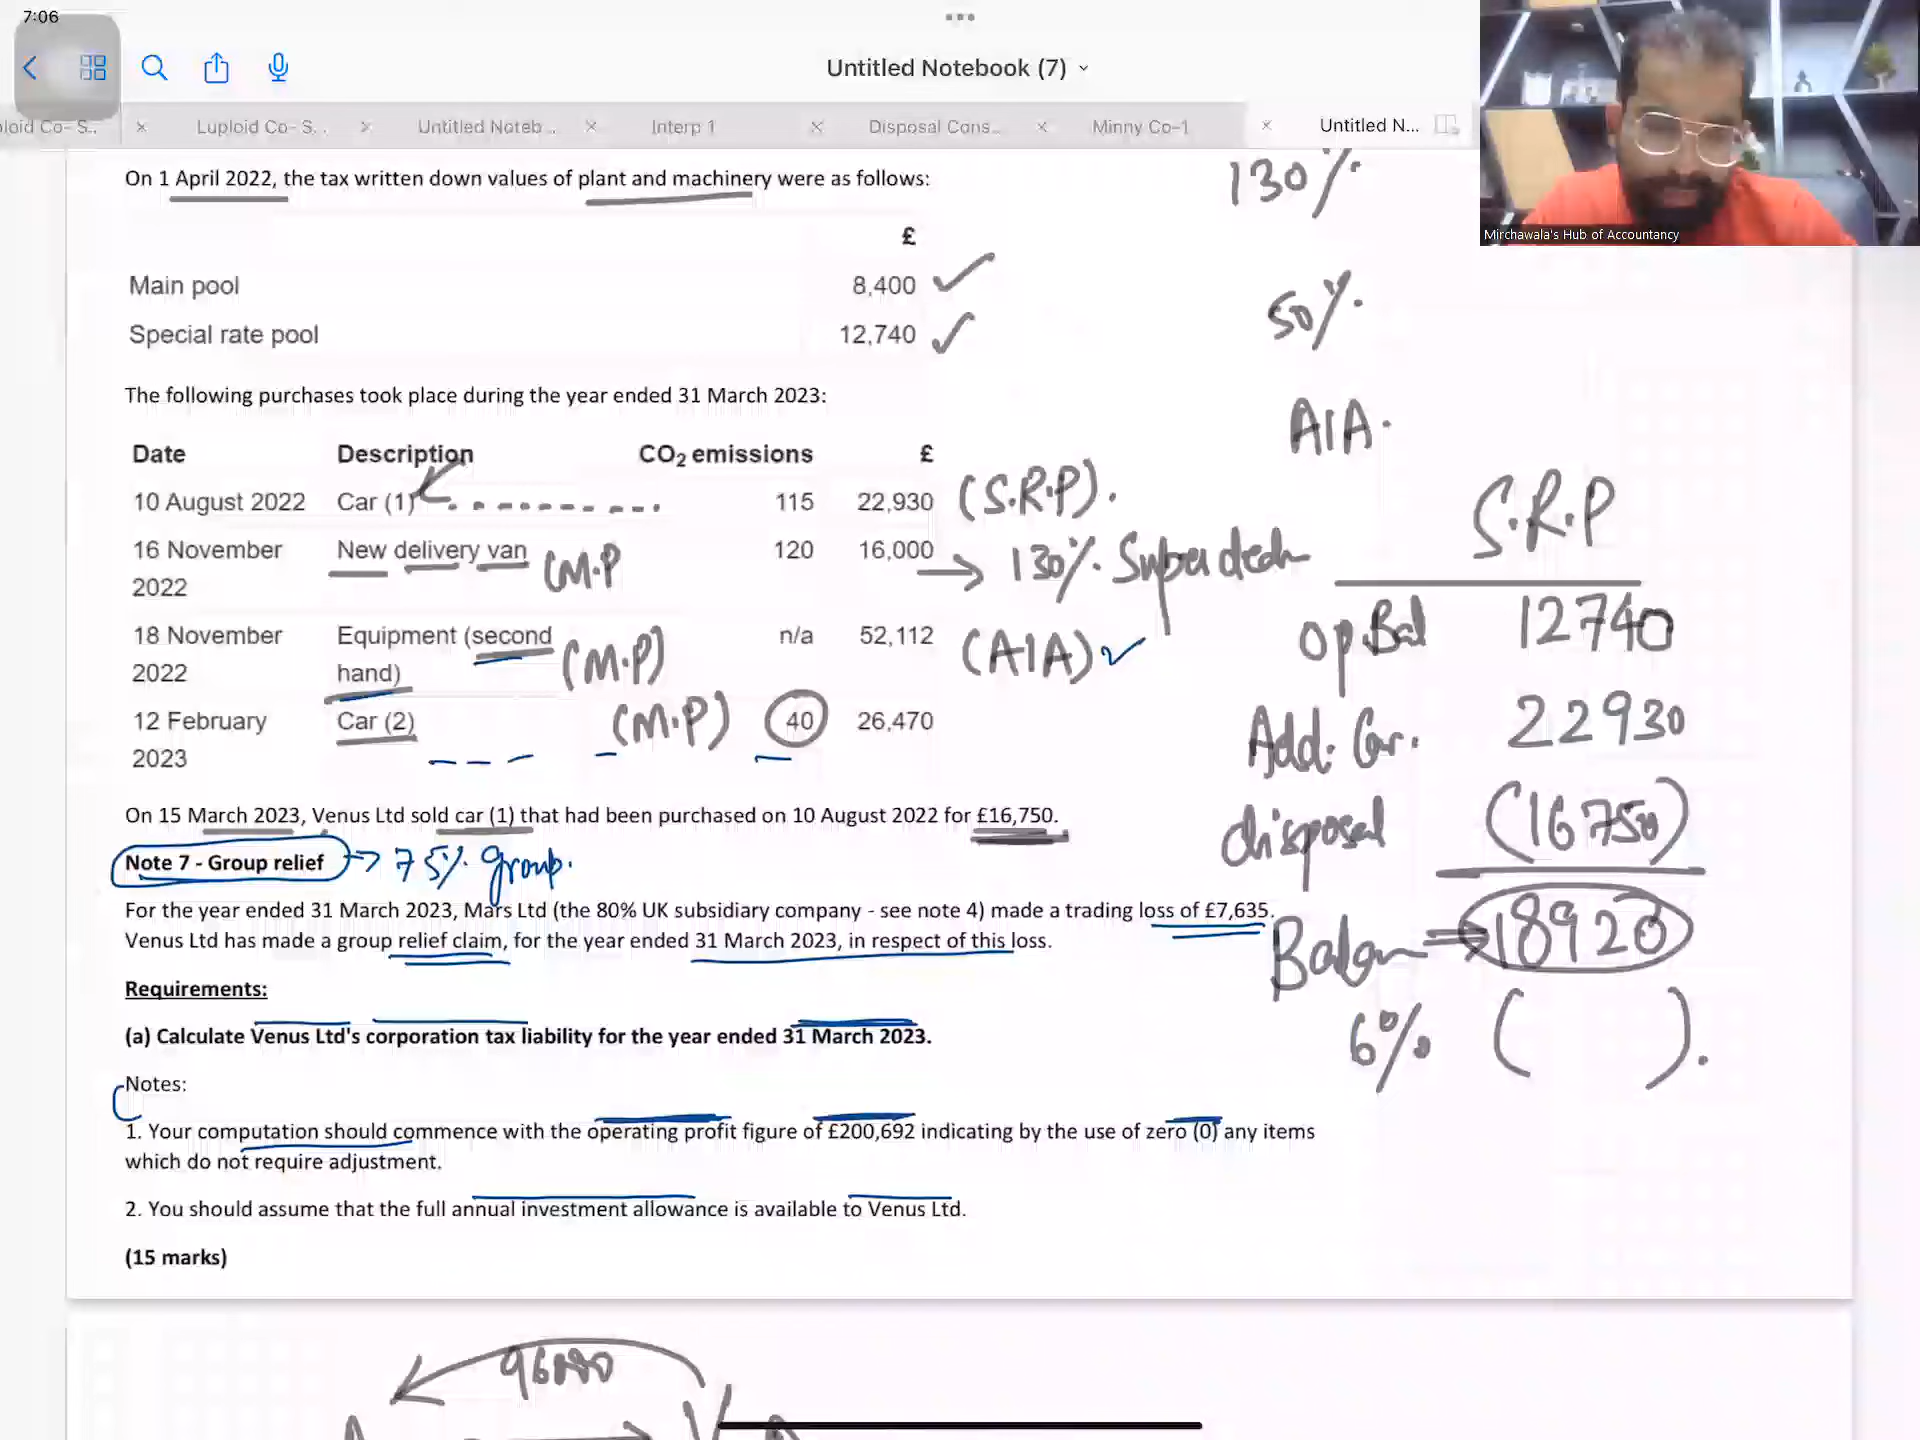 7:06
Untitled Notebook (7)
loid Co- S..
Luploid Co- S. ..
Untitled Noteb ..
Interp 1
Disposal Cons...
Minny Co-1
Untitled N...
Mirchawala's Hub of Accountancy
On 1 April 2022, the tax written down values of plant and machinery were as follows:
130%
£
Main pool 8,400
50%
Special rate pool 12,740
The following purchases took place during the year ended 31 March 2023:
AIA.
Date Description CO2 emissions £
S.R.P
10 August 2022 Car (1) 115 22,930 (S.R.P).
16 November 2022 New delivery van (M.P 120 16,000 → 130%
Op.Bal 12740
18 November 2022 Equipment (second hand) (M.P) n/a 52,112 (AIA) ✓
Add: Car. 22930
12 February 2023 Car (2) (M.P) 40 26,470
disposal (16750)
On 15 March 2023, Venus Ltd sold car (1) that had been purchased on 10 August 2022 for £16,750.
Note 7 - Group relief → 75% group.
For the year ended 31 March 2023, Mars Ltd (the 80% UK subsidiary company - see note 4) made a trading loss of £7,635.
18920
Venus Ltd has made a group relief claim, for the year ended 31 March 2023, in respect of this loss.
Requirements:
6% ( ).
(a) Calculate Venus Ltd's corporation tax liability for the year ended 31 March 2023.
Notes:
1. Your computation should commence with the operating profit figure of £200,692 indicating by the use of zero (0) any items
which do not require adjustment.
2. You should assume that the full annual investment allowance is available to Venus Ltd.
(15 marks)